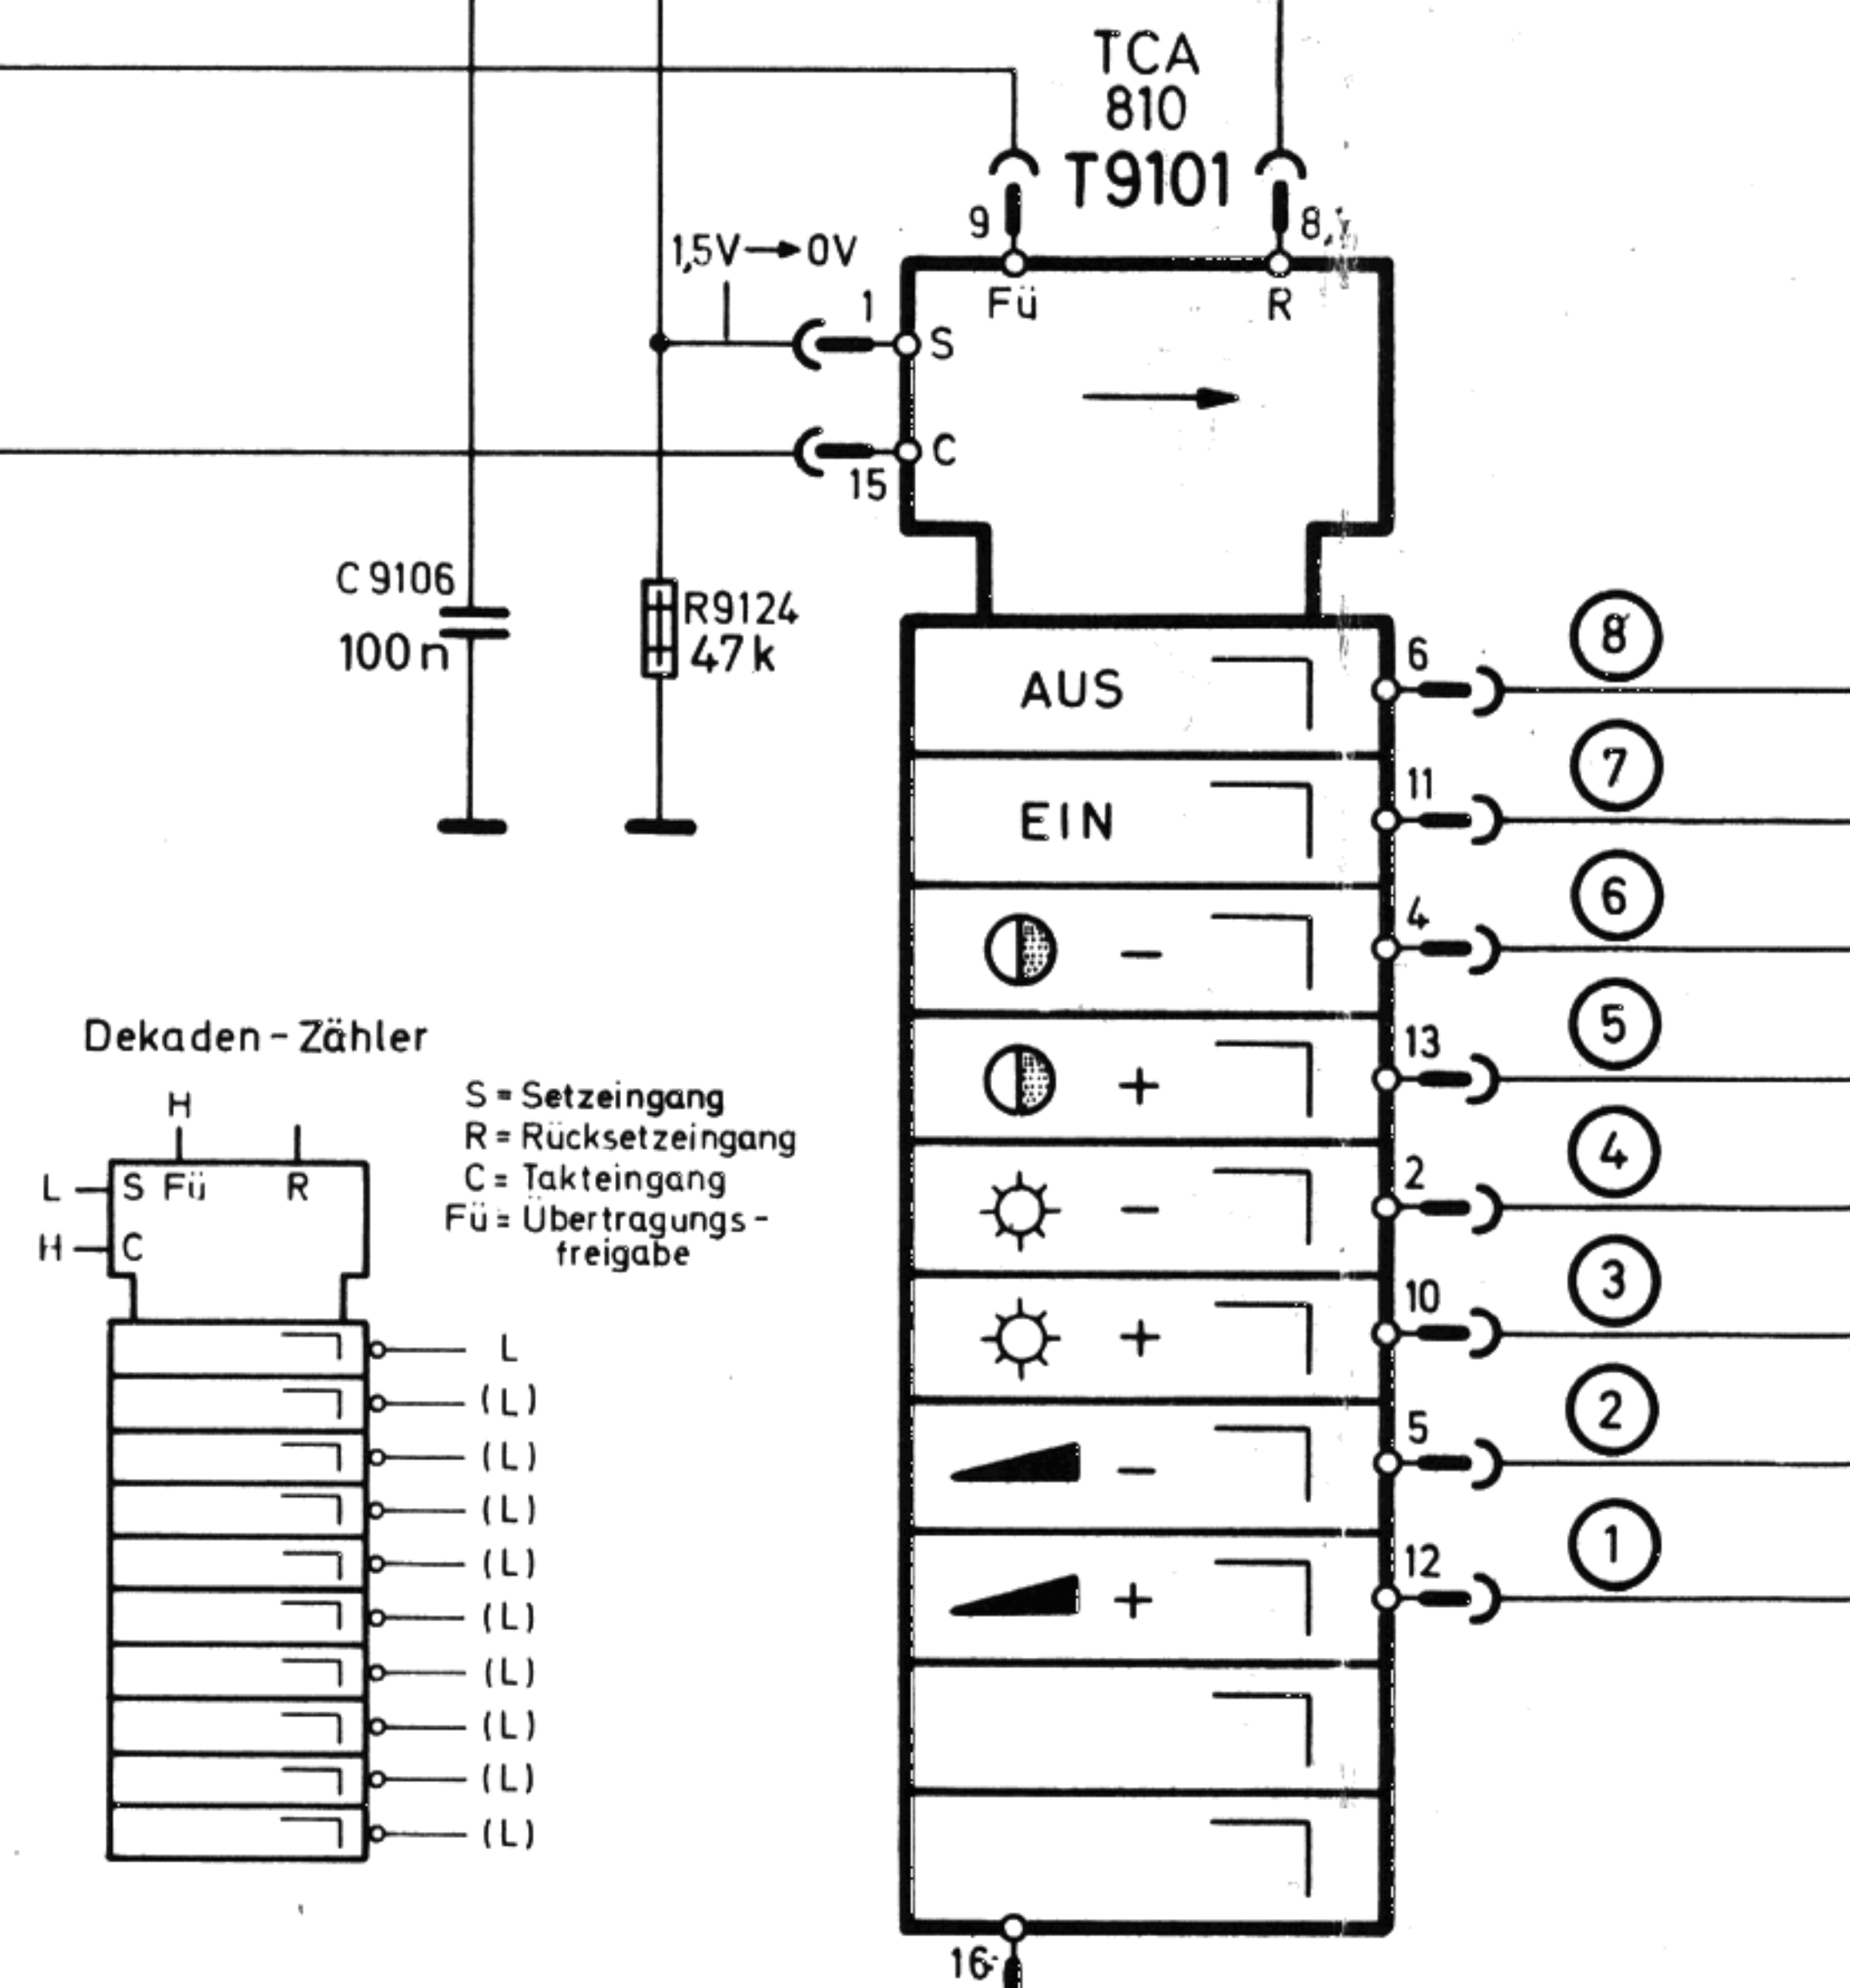 TCA
810
T9101
9
8
1,5V→0V
Fü
R
1
S
C
15
C 9106
100n
R9124
47k
AUS
6
8
EIN
11
7
-
4
6
+
13
5
-
2
4
+
10
3
-
5
2
+
12
1
16
Dekaden-Zähler
H
L
S Fü R
H
C
S = Setzeingang
R = Rücksetzeingang
C = Takteingang
Fü = Übertragungs-
freigabe
L
(L)
(L)
(L)
(L)
(L)
(L)
(L)
(L)
(L)